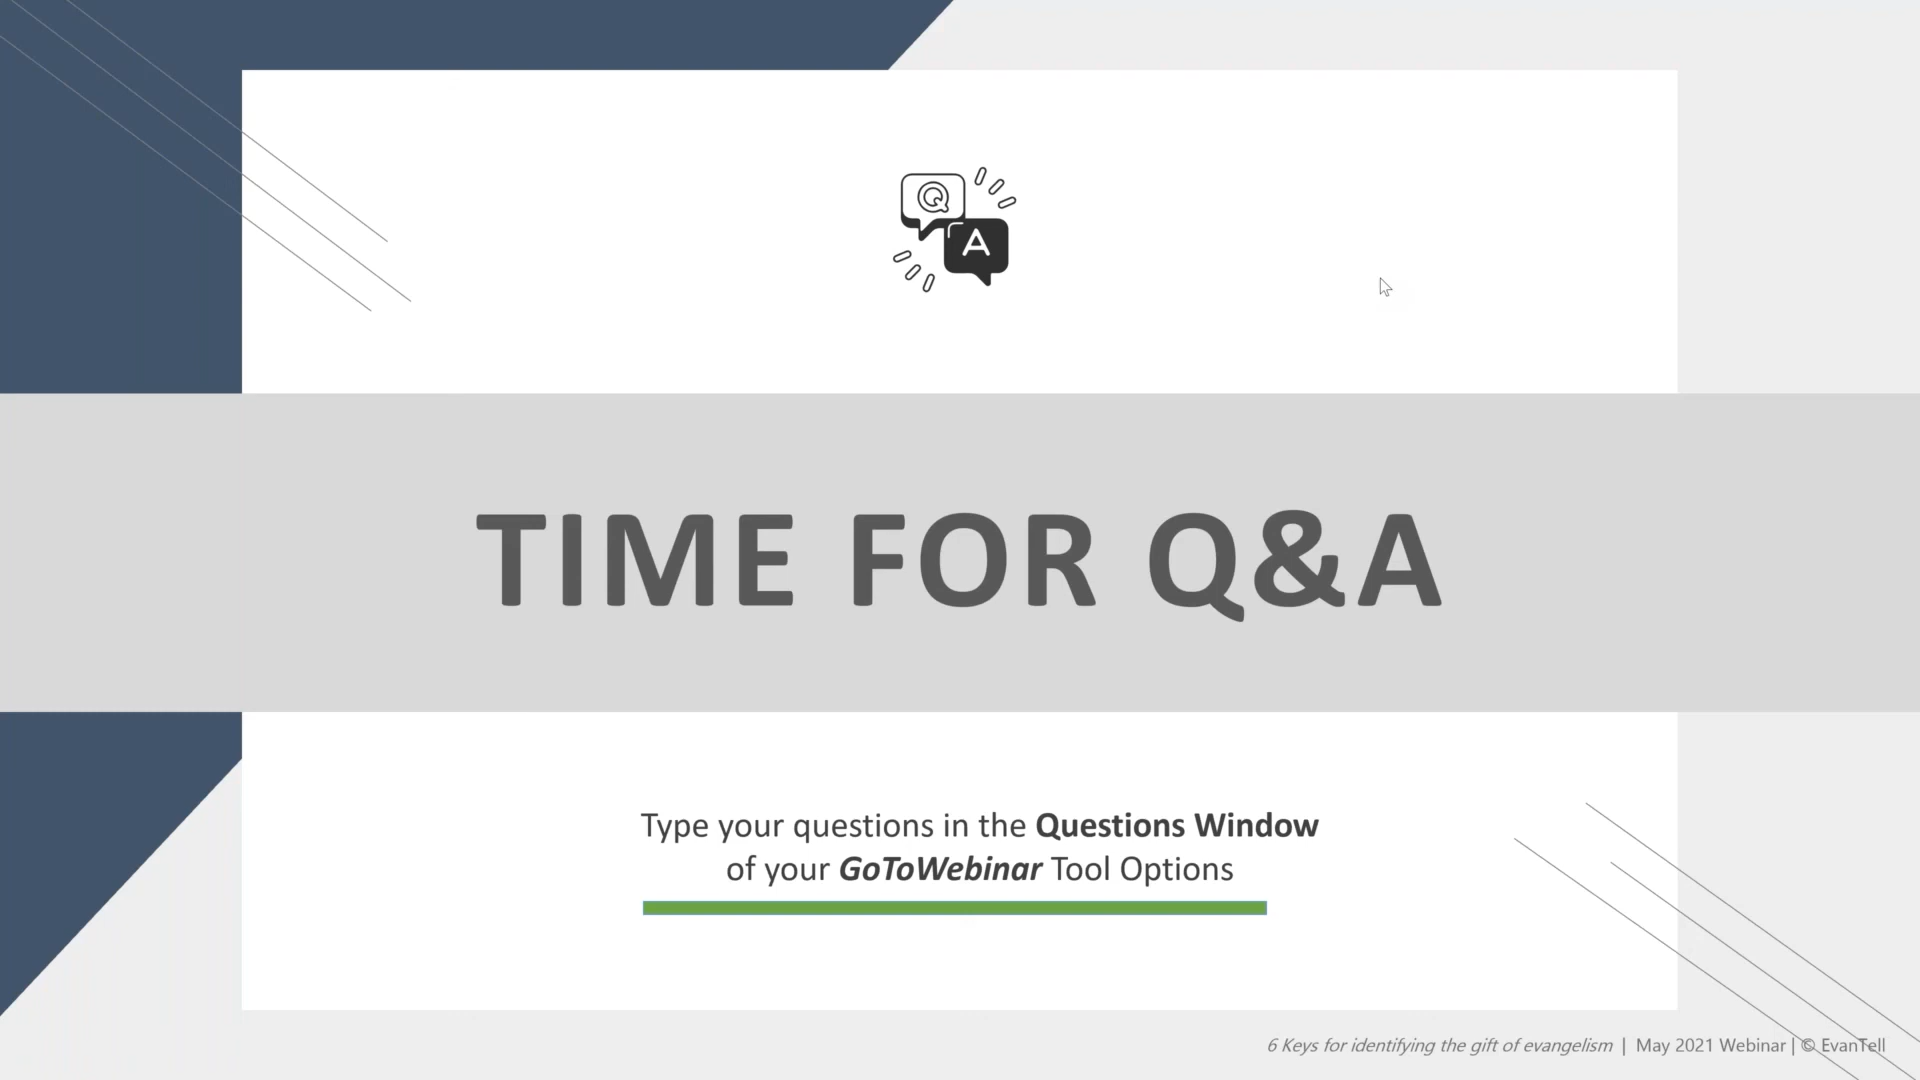 Q
A
TIME FOR Q&A
Type your questions in the Questions Window
of your GoToWebinar Tool Options
6 Keys for identifying the gift of evangelism | May 2021 Webinar | © EvanTell